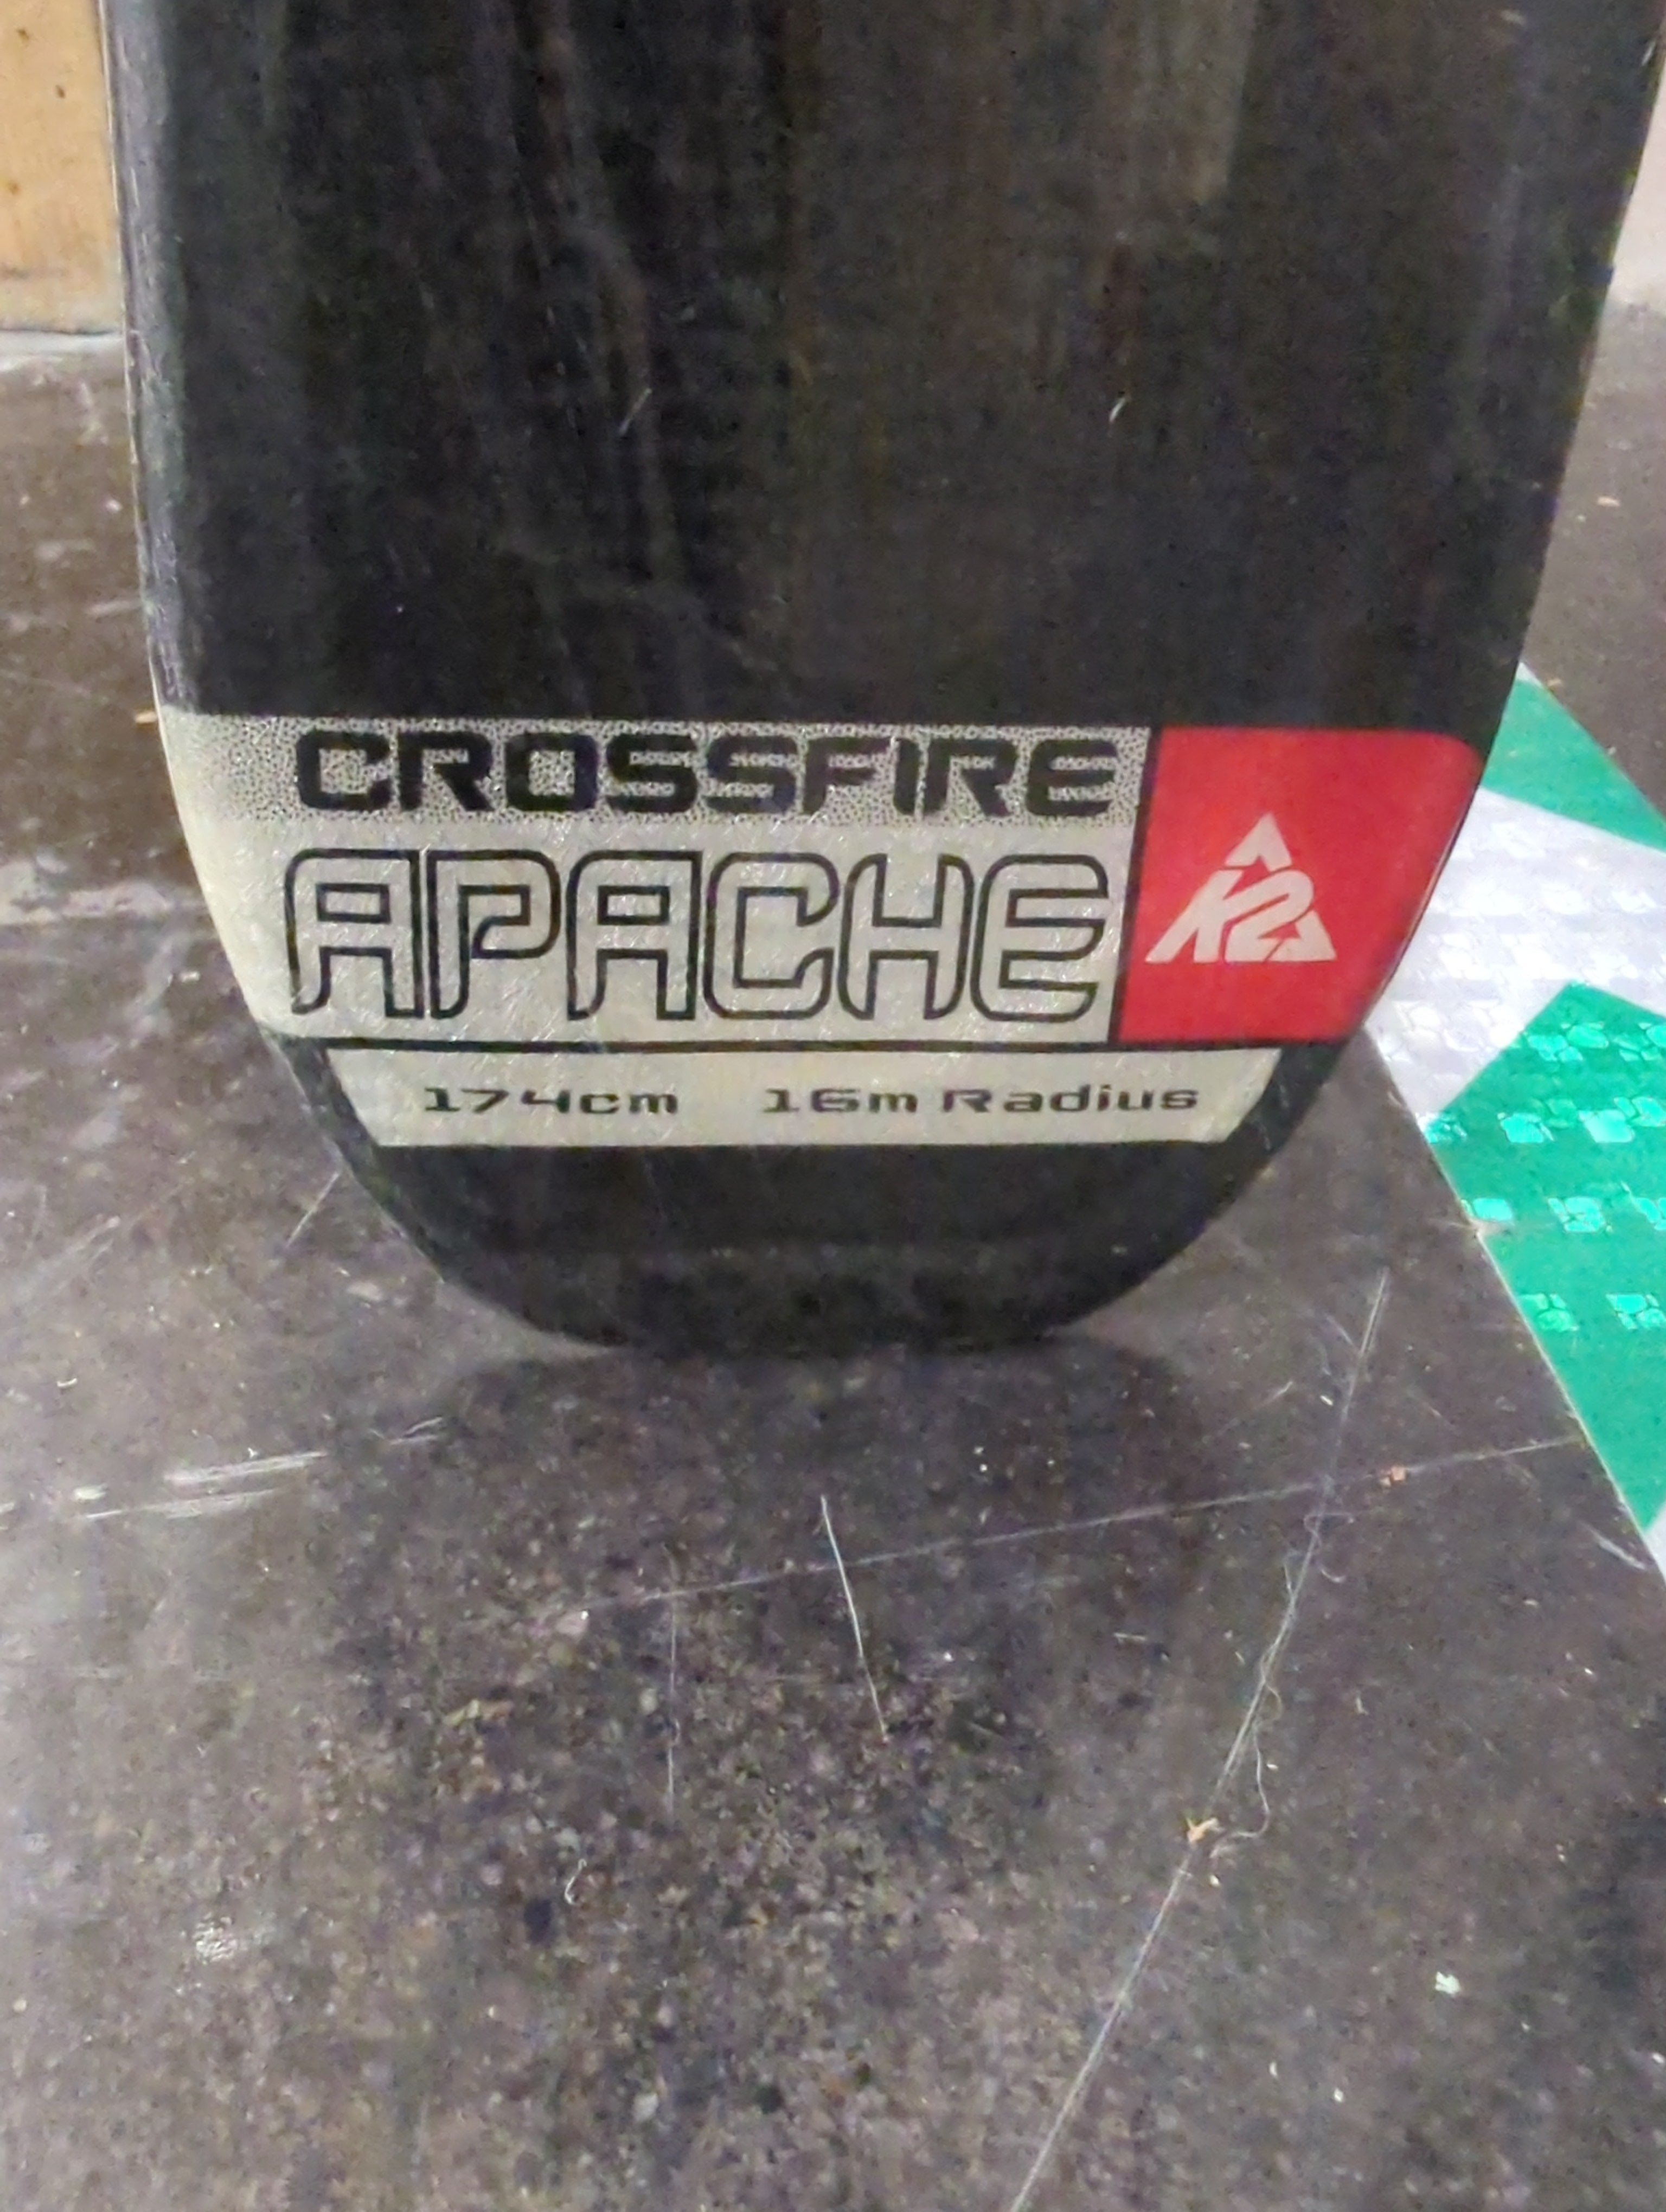 CROSSFIRE
APACHE
K2
174cm 16m Radius